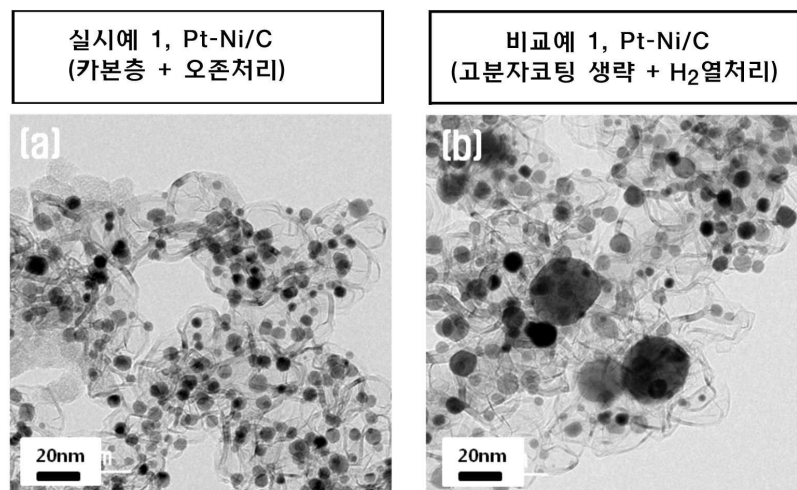 실시예 1, Pt-Ni/C
(카본층 + 오존처리)
비교예 1, Pt-Ni/C
(고분자코팅 생략 + H₂열처리)
(a)
(b)
20nm
20nm